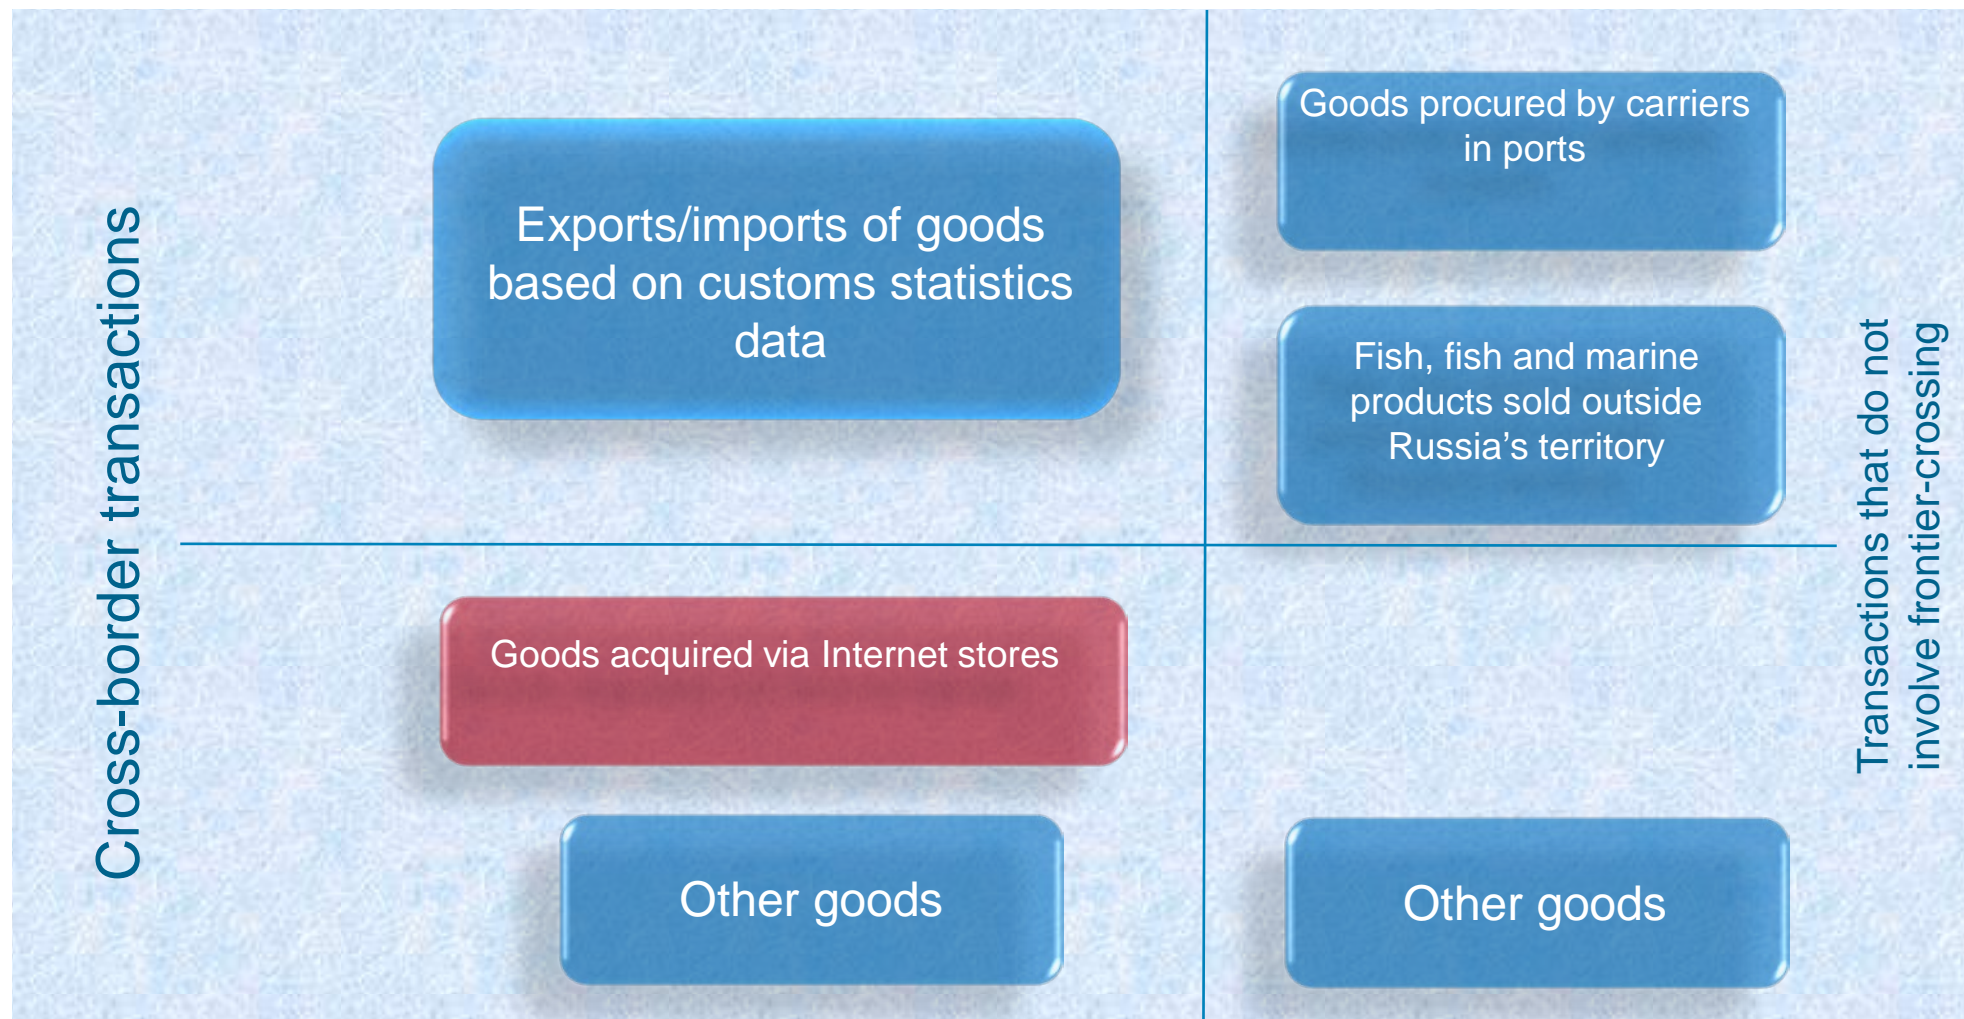 Cross-border transactions
Exports/imports of goods
based on customs statistics
data
Goods acquired via Internet stores
Other goods
Goods procured by carriers
in ports
Fish, fish and marine
products sold outside
Russia’s territory
Other goods
Transactions that do not
involve frontier-crossing